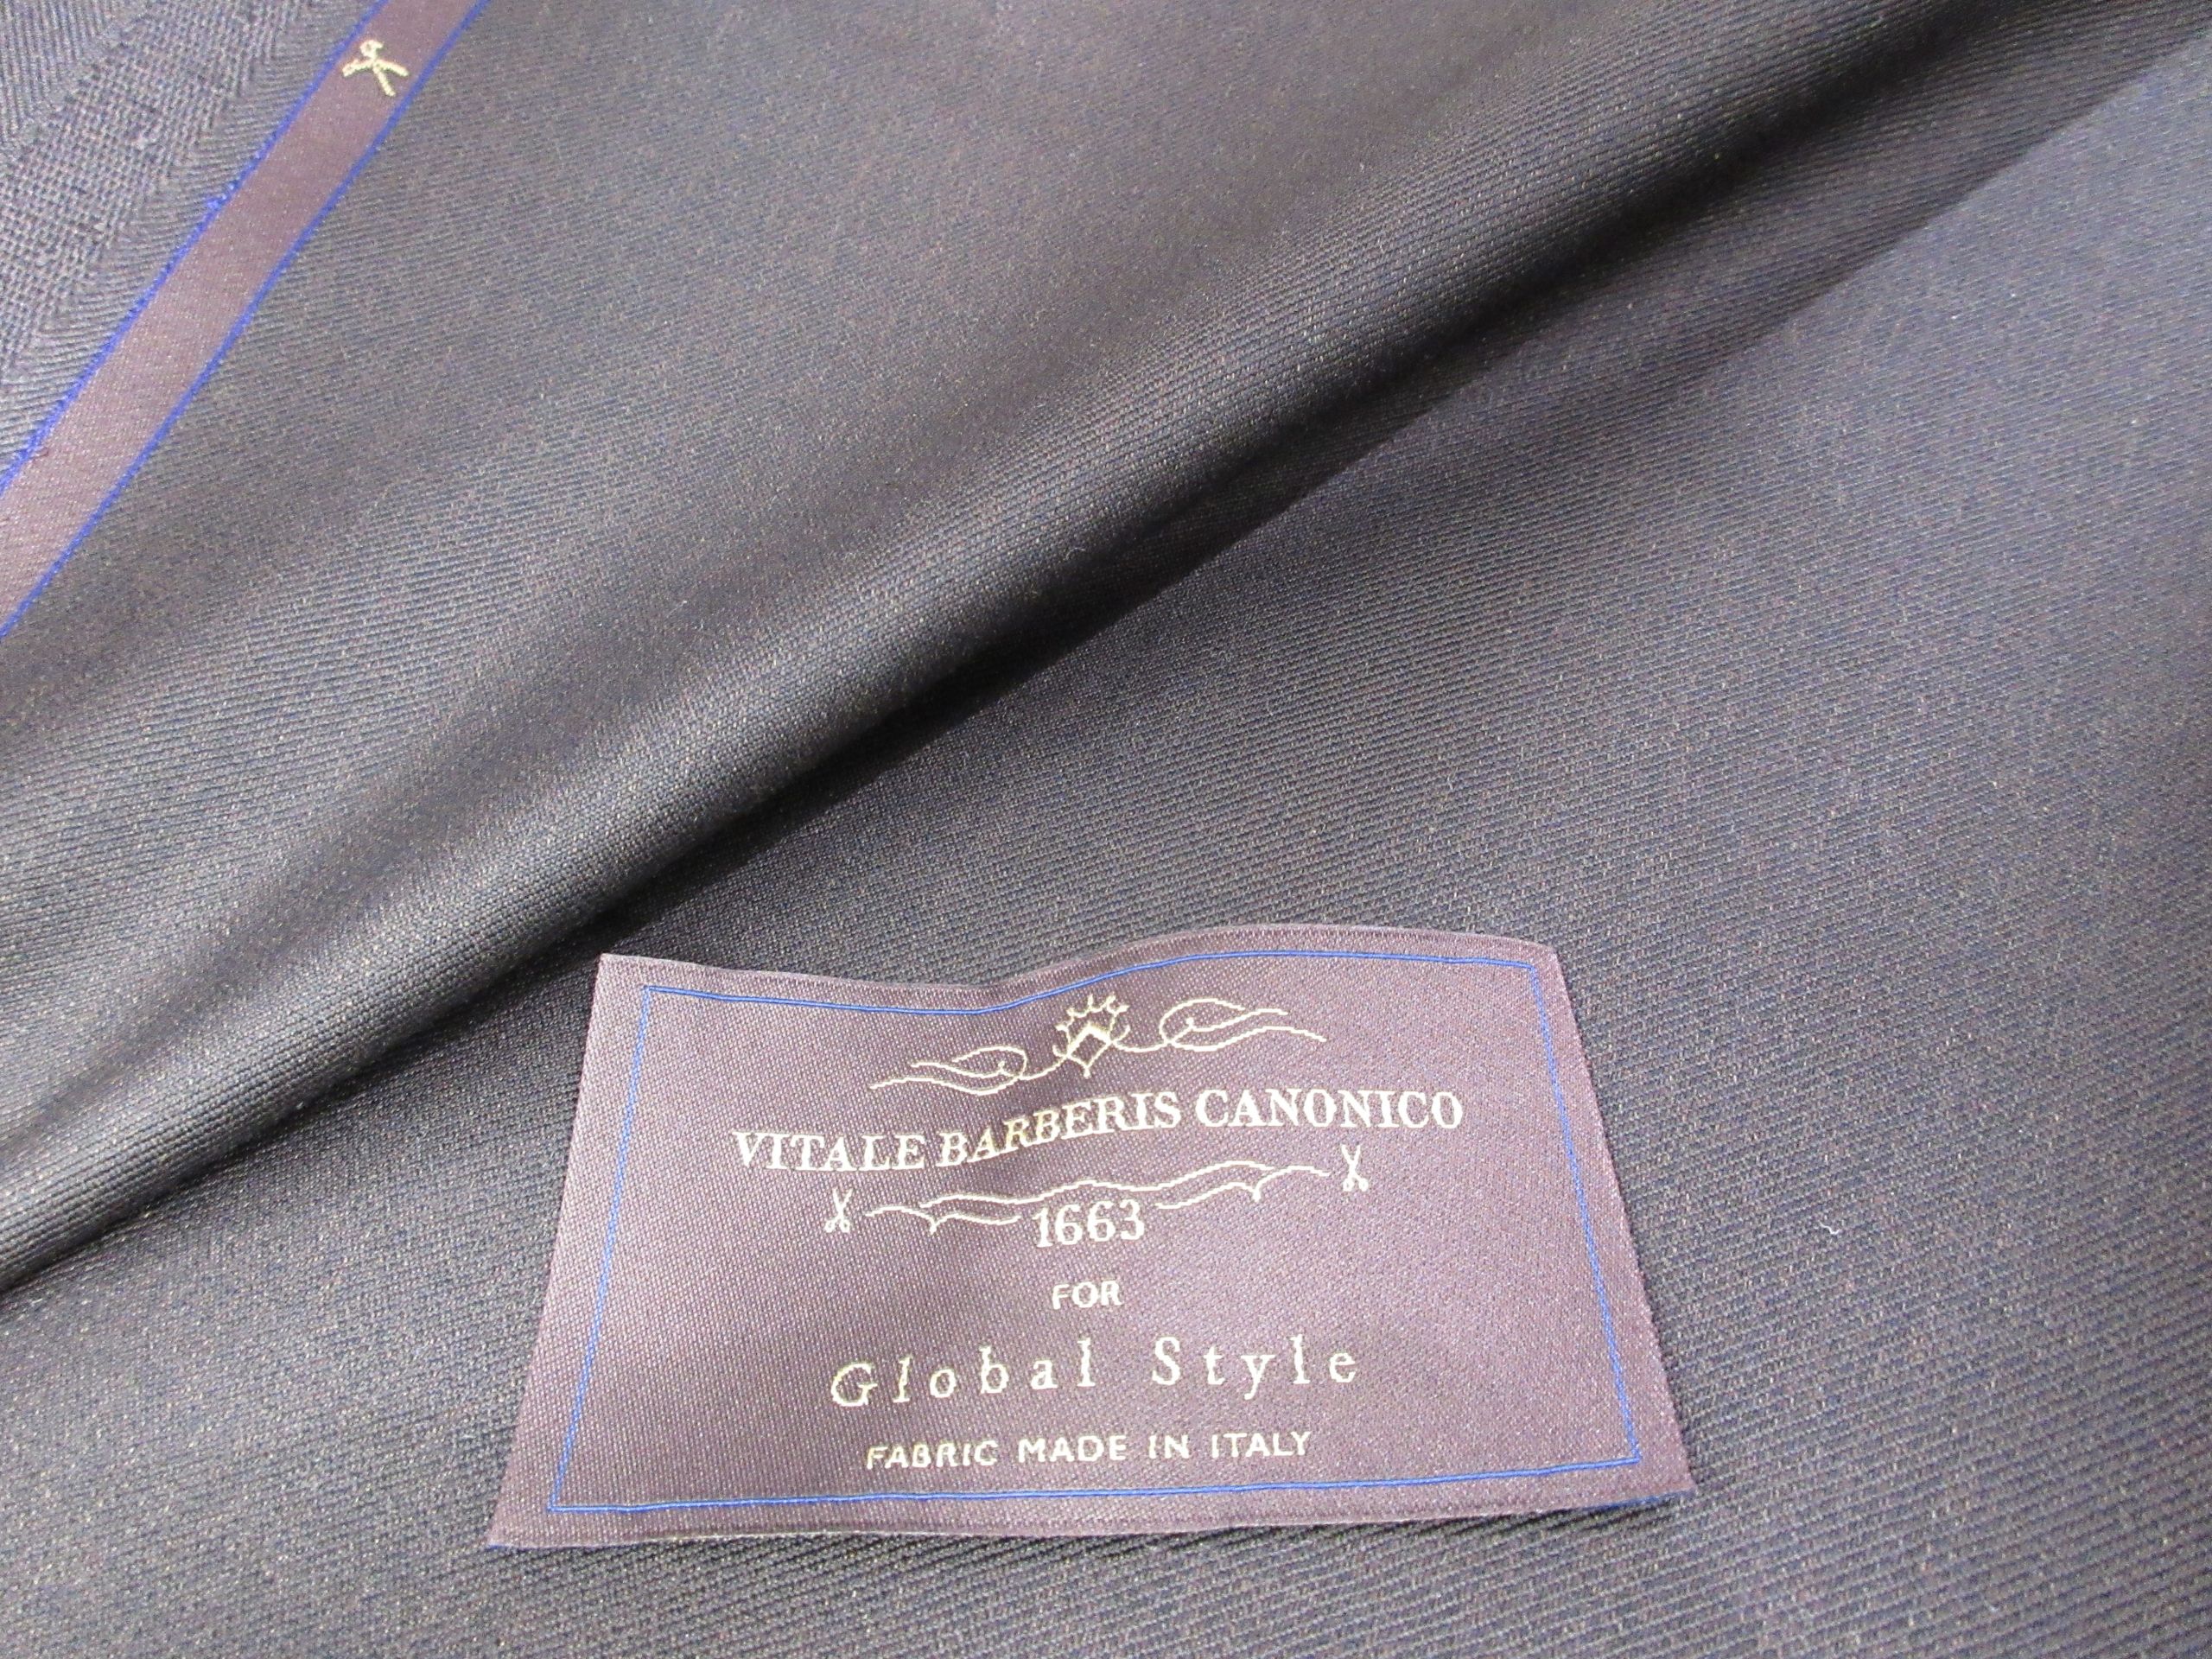 VITALE BARBERIS CANONICO
1663
FOR
Global Style
FABRIC MADE IN ITALY